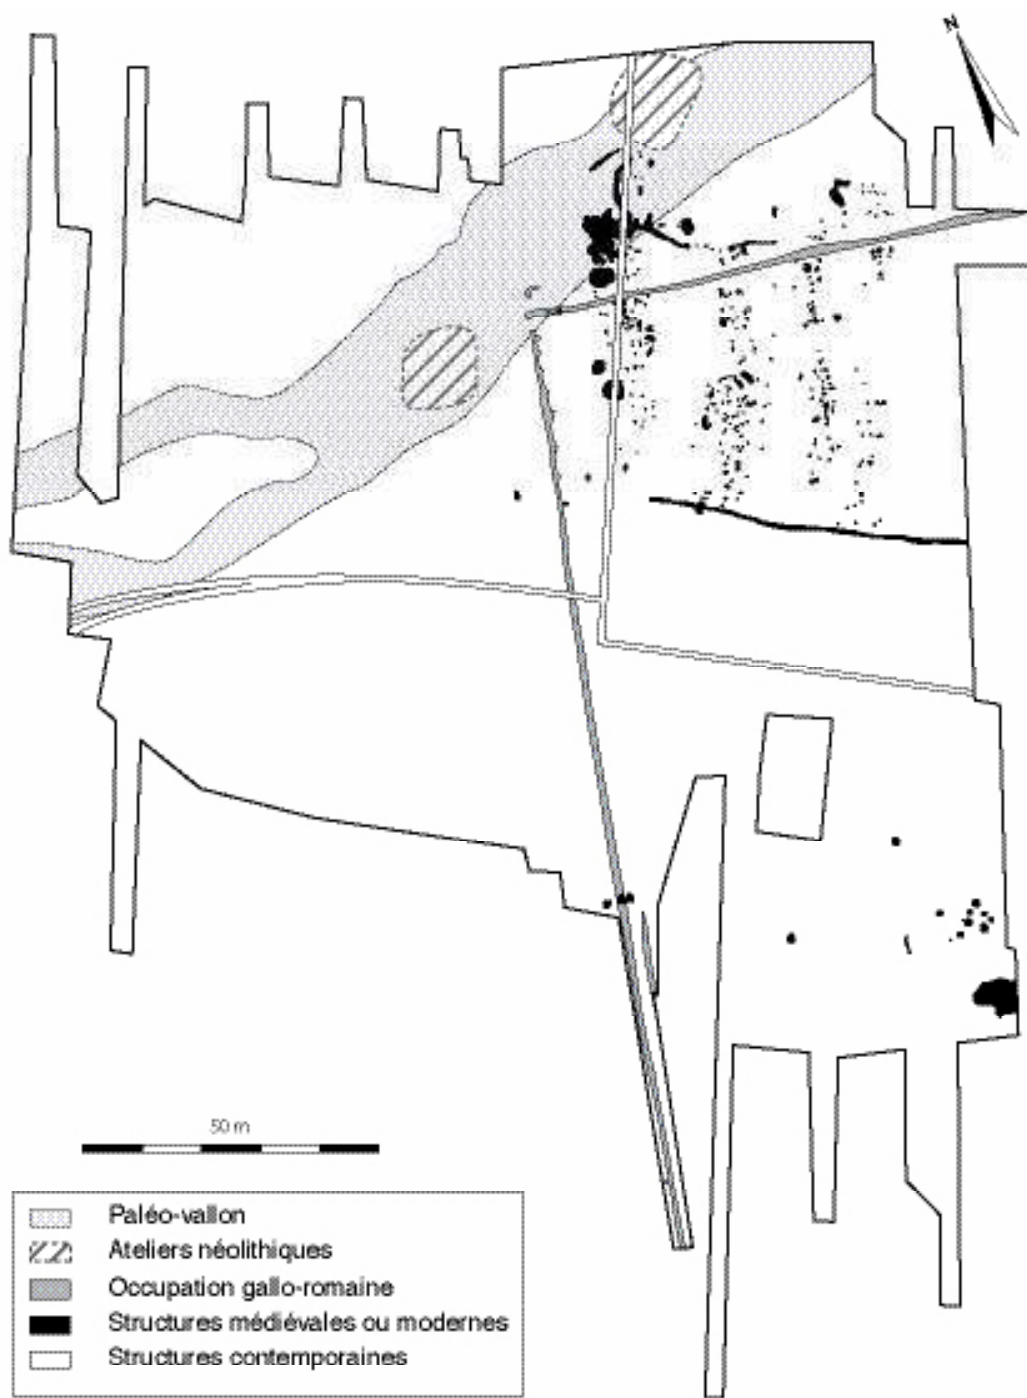 N
50 m
Paléo-vallon
Ateliers néolithiques
Occupation gallo-romaine
Structures médiévales ou modernes
Structures contemporaines